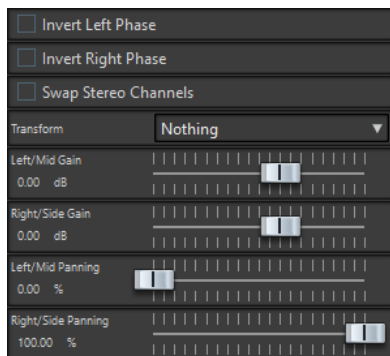 Invert Left Phase
Invert Right Phase
Swap Stereo Channels
Transform Nothing
Left/Mid Gain
0.00 dB
Right/Side Gain
0.00 dB
Left/Mid Panning
0.00 %
Right/Side Panning
100.00 %